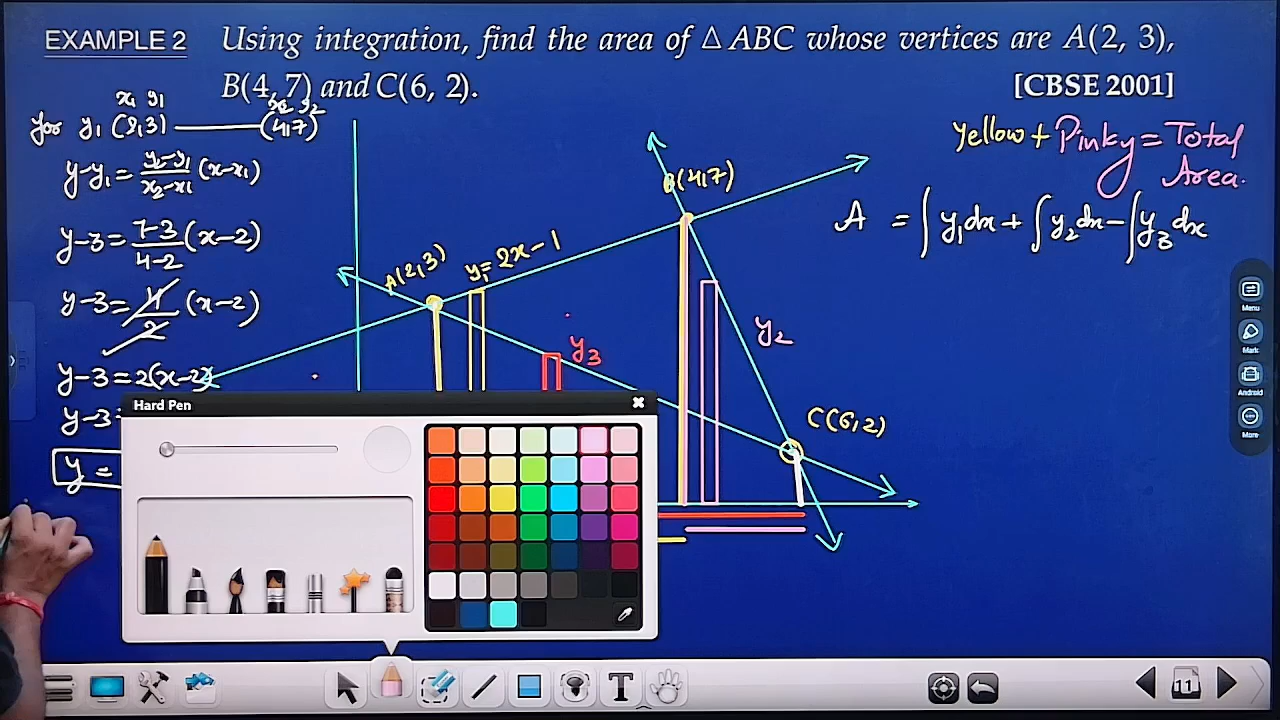 EXAMPLE 2 Using integration, find the area of △ ABC whose vertices are A(2, 3),
B(4, 7) and C(6, 2). [CBSE 2001]
x₁ y₁ x₂ y₂
for y₁ (2,3) — (4,7)
y-y₁ = y₂-y₁/x₂-x₁ (x-x₁)
y-3 = 7-3/4-2 (x-2)
y-3 = 4/2 (x-2)
y-3 = 2(x-2)
y-3=
y =
Yellow + Pinky = Total
Area.
A = ∫ y₁dx + ∫ y₂dx - ∫ y₃ dx
B(4,7)
A(2,3)
y₁= 2x-1
y₃
y₂
C(6,2)
Hard Pen
Menu
Mark
Android
More
T
11